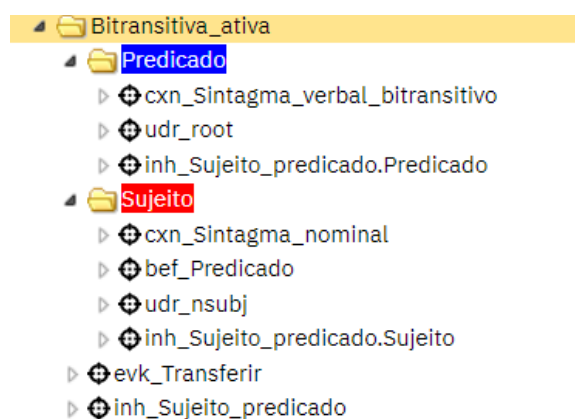 Bitransitiva_ativa
Predicado
cxn_Sintagma_verbal_bitransitivo
udr_root
inh_Sujeito_predicado.Predicado
Sujeito
cxn_Sintagma_nominal
bef_Predicado
udr_nsubj
inh_Sujeito_predicado.Sujeito
evk_Transferir
inh_Sujeito_predicado